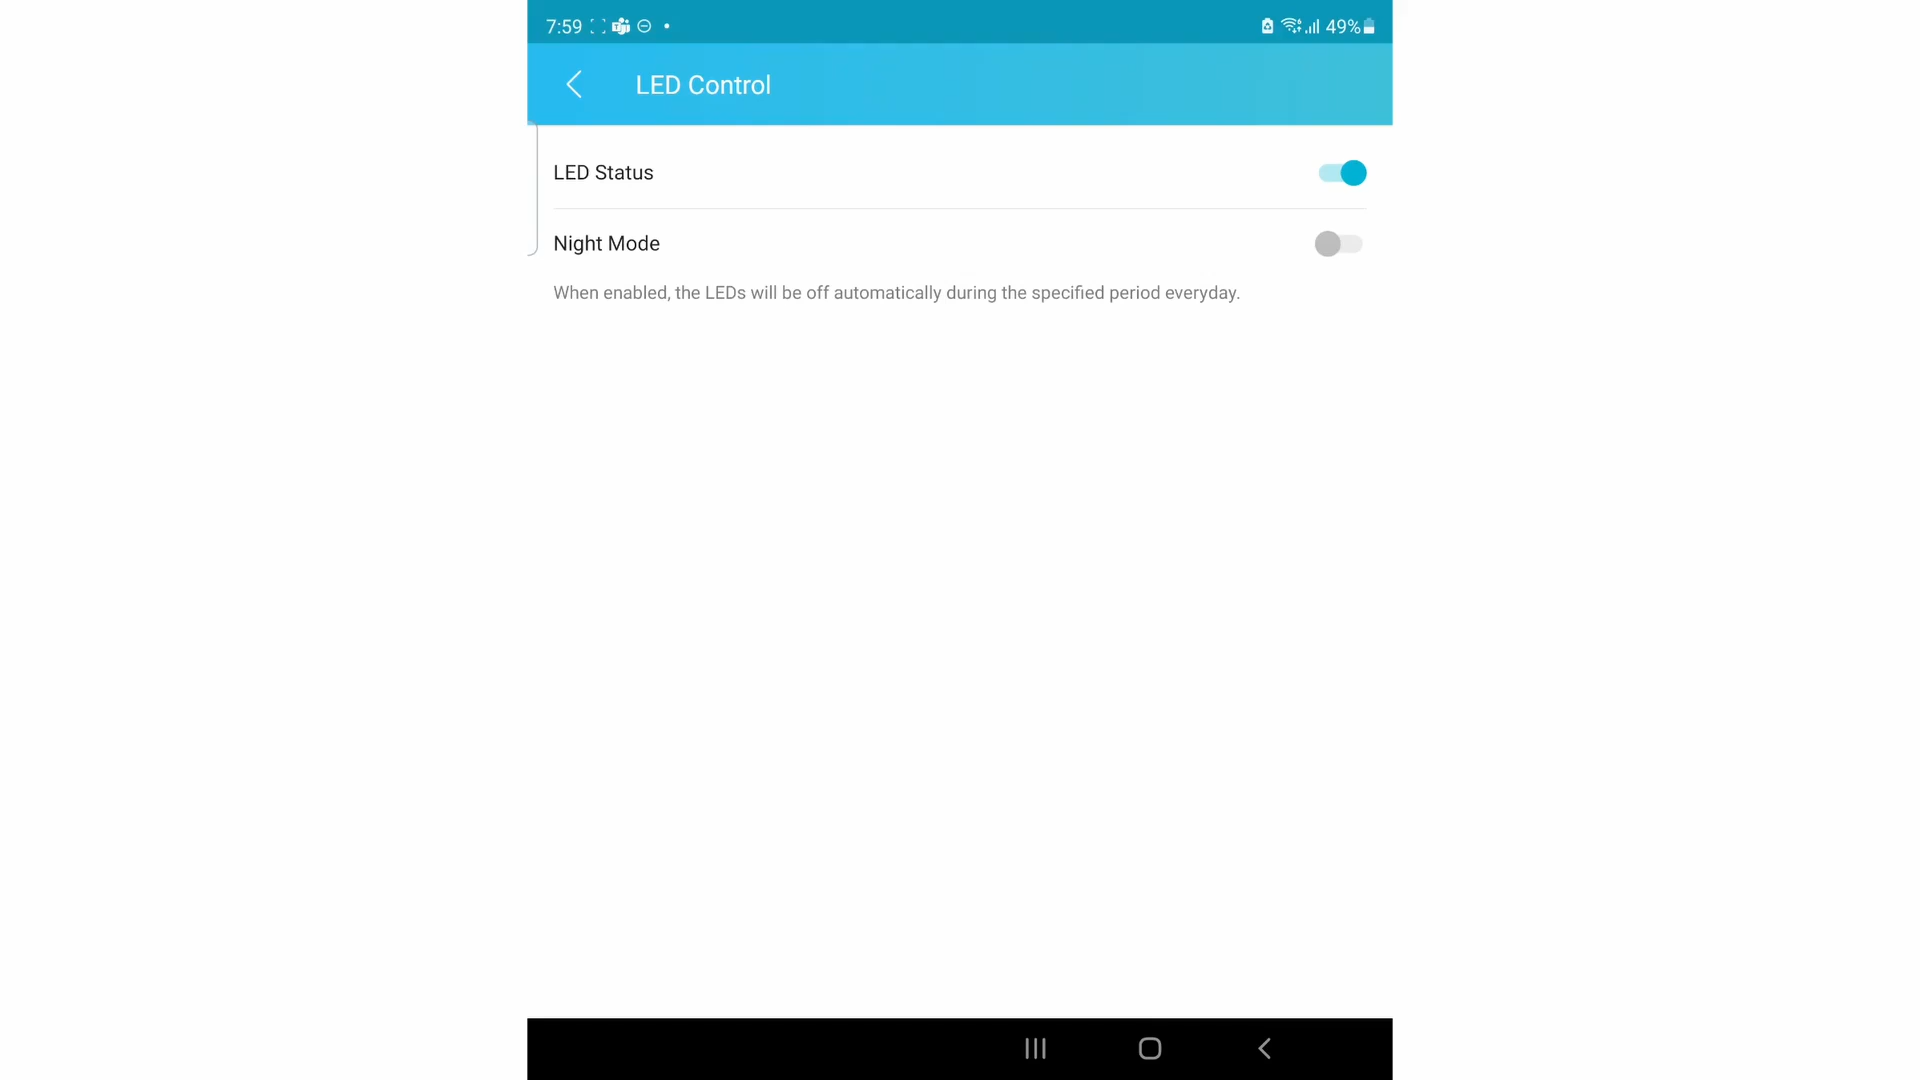 7:59 49%
LED Control
LED Status
Night Mode
When enabled, the LEDs will be off automatically during the specified period everyday.